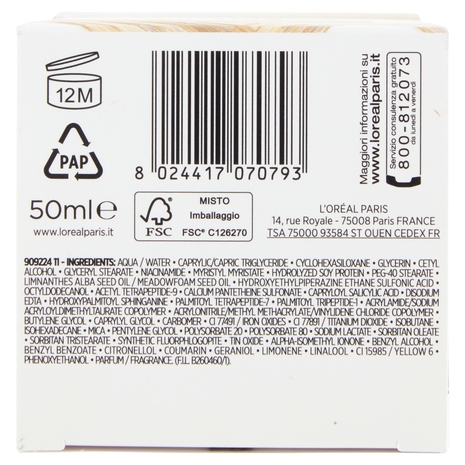 12M
PAP
50ml℮
www.lorealparis.it
8 024417 070793
FSC
MISTO
Imballaggio
FSC® C126270
Maggiori informazioni su
www.lorealparis.it
Servizio consulenza gratuito
800-812073
da lunedì a venerdì
L'ORÉAL PARIS
14, rue Royale - 75008 Paris FRANCE
TSA 75000 93584 ST OUEN CEDEX FR
909224 11 - INGREDIENTS: AQUA / WATER • CAPRYLIC/CAPRIC TRIGLYCERIDE • CYCLOHEXASILOXANE • GLYCERIN • CETYL
ALCOHOL • GLYCERYL STEARATE • NIACINAMIDE • MYRISTYL MYRISTATE • HYDROLYZED SOY PROTEIN • PEG-40 STEARATE •
LIMNANTHES ALBA SEED OIL / MEADOWFOAM SEED OIL • HYDROXYETHYLPIPERAZINE ETHANE SULFONIC ACID •
OCTYLDODECANOL • ACETYL TETRAPEPTIDE-9 • CALCIUM PANTETHEINE SULFONATE • CAPRYLOYL SALICYLIC ACID • DISODIUM
EDTA • HYDROXYPALMITOYL SPHINGANINE • PALMITOYL TETRAPEPTIDE-7 • PALMITOYL TRIPEPTIDE-1 • ACRYLAMIDE/SODIUM
ACRYLOYLDIMETHYLTAURATE COPOLYMER • ACRYLONITRILE/METHYL METHACRYLATE/VINYLIDENE CHLORIDE COPOLYMER •
BUTYLENE GLYCOL • CAPRYLYL GLYCOL • CARBOMER • CI 77491 / IRON OXIDES • CI 77891 / TITANIUM DIOXIDE • ISOBUTANE •
ISOHEXADECANE • MICA • PENTYLENE GLYCOL • POLYSORBATE 20 • POLYSORBATE 80 • SODIUM LACTATE • SORBITAN OLEATE
• SORBITAN TRISTEARATE • SYNTHETIC FLUORPHLOGOPITE • TIN OXIDE • ALPHA-ISOMETHYL IONONE • BENZYL ALCOHOL •
BENZYL BENZOATE • CITRONELLOL • COUMARIN • GERANIOL • LIMONENE • LINALOOL • CI 15985 / YELLOW 6 •
PHENOXYETHANOL • PARFUM / FRAGRANCE. (F.I.L. B260460/1).